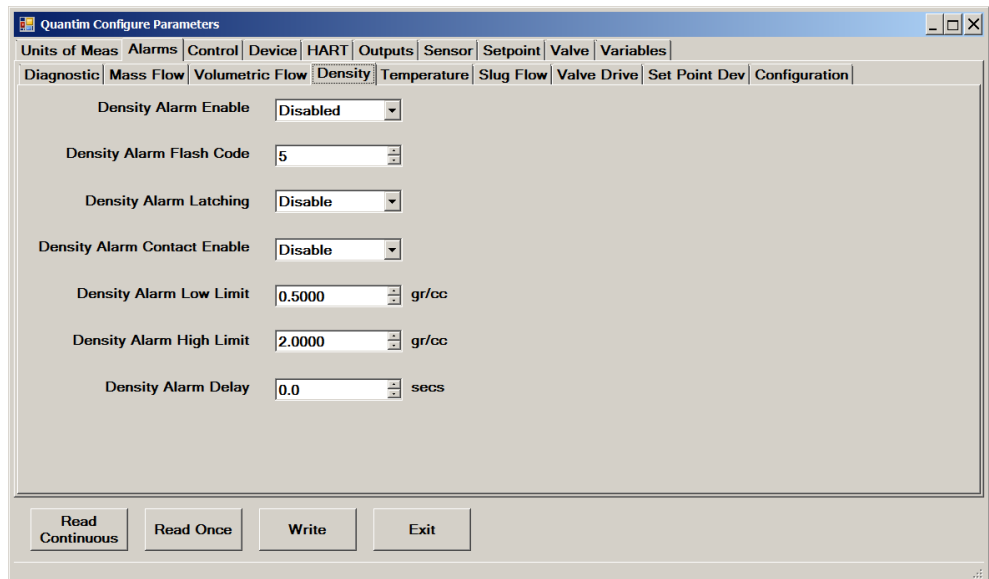 Quantim Configure Parameters
Units of Meas Alarms Control Device HART Outputs Sensor Setpoint Valve Variables
Diagnostic Mass Flow Volumetric Flow Density Temperature Slug Flow Valve Drive Set Point Dev Configuration
Density Alarm Enable Disabled
Density Alarm Flash Code 5
Density Alarm Latching Disable
Density Alarm Contact Enable Disable
Density Alarm Low Limit 0.5000 gr/cc
Density Alarm High Limit 2.0000 gr/cc
Density Alarm Delay 0.0 secs
Read Continuous Read Once Write Exit